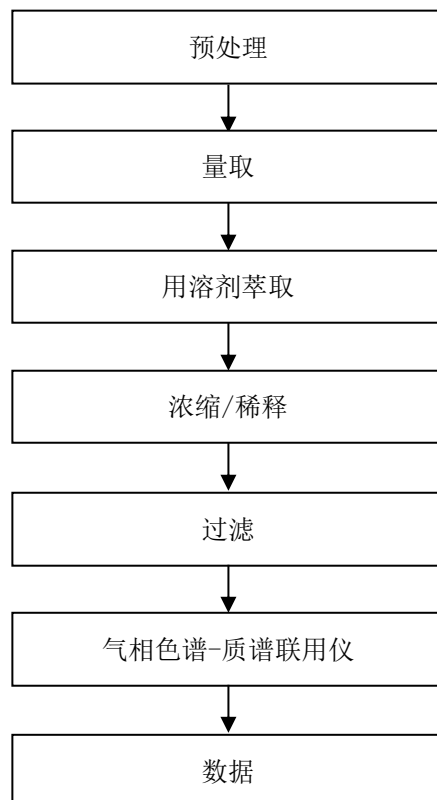 预处理
量取
用溶剂萃取
浓缩/稀释
过滤
气相色谱-质谱联用仪
数据